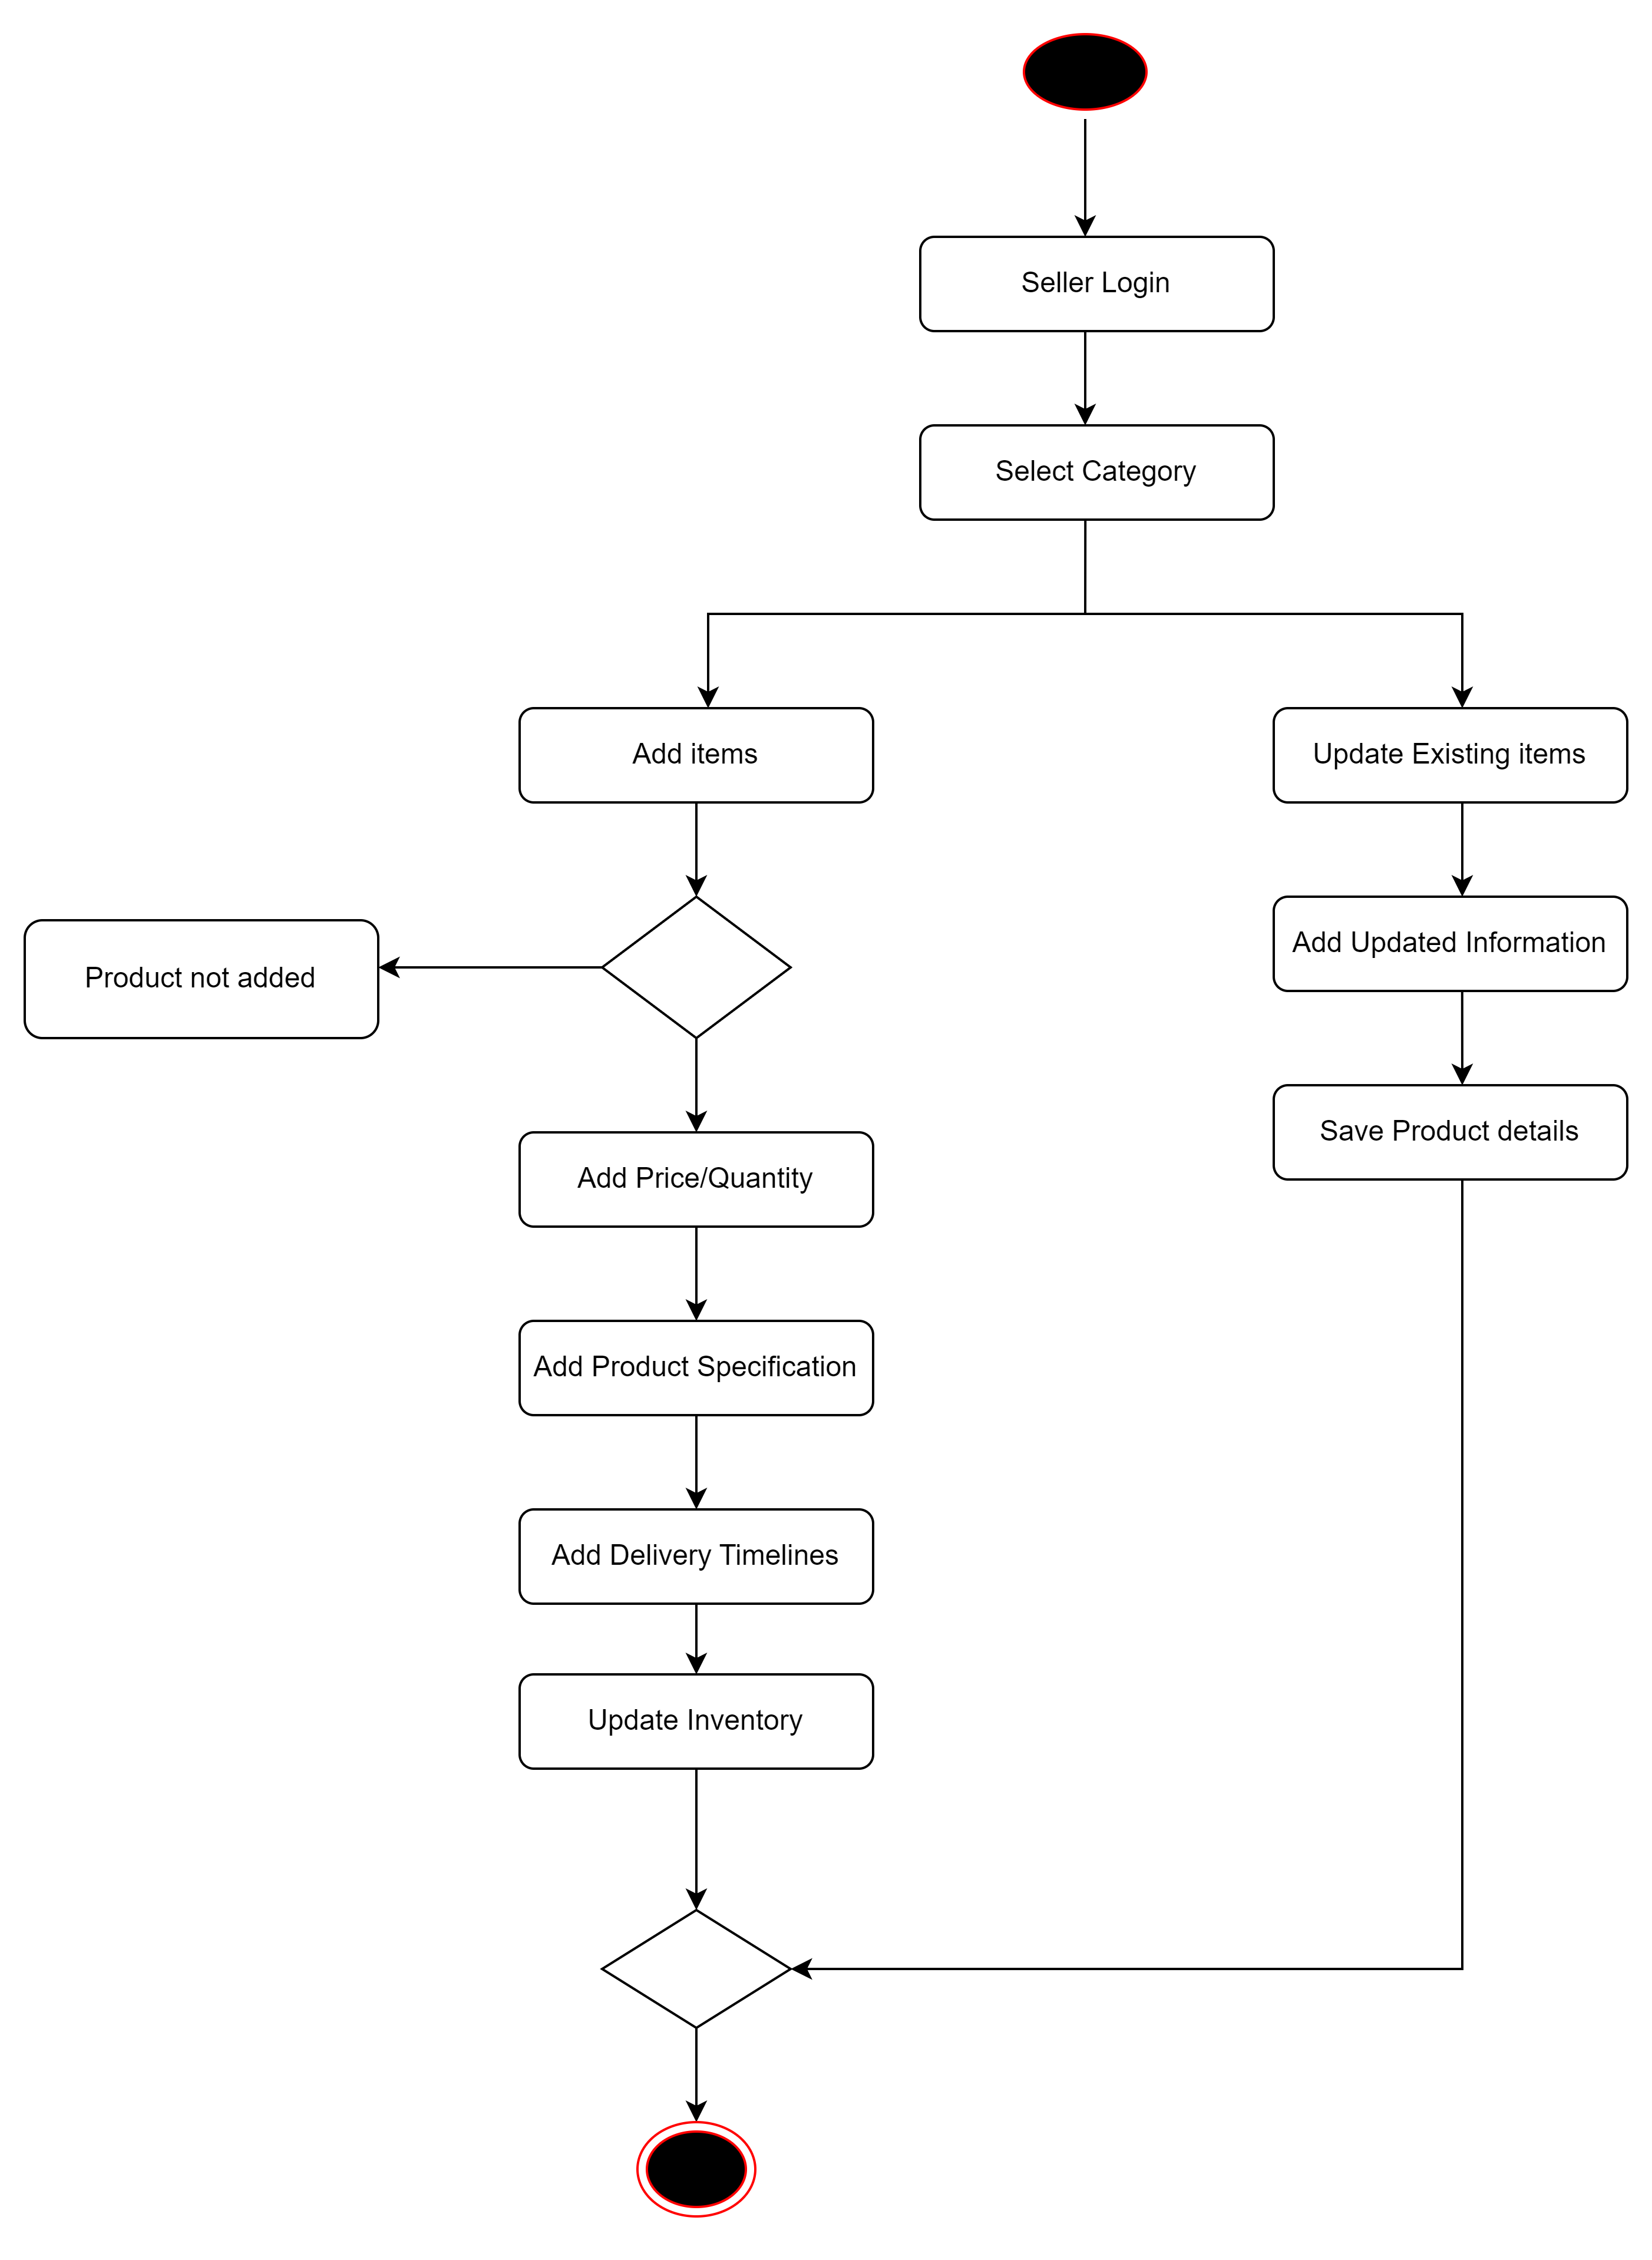 Seller Login
Select Category
Add items
Update Existing items
Product not added
Add Updated Information
Add Price/Quantity
Save Product details
Add Product Specification
Add Delivery Timelines
Update Inventory